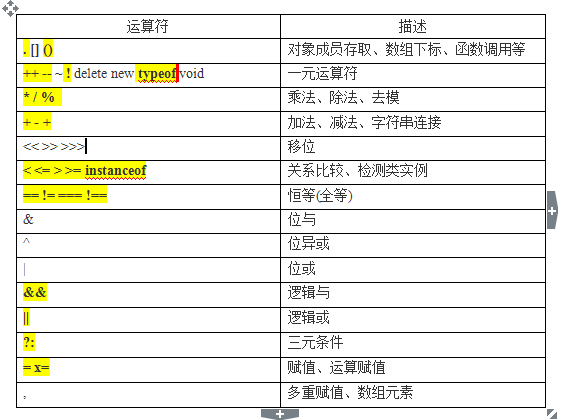 运算符 描述
. [] () 对象成员存取、数组下标、函数调用等
++ -- ~ ! delete new typeof void 一元运算符
* / % 乘法、除法、去模
+ - + 加法、减法、字符串连接
<< >> >>> 移位
< <= > >= instanceof 关系比较、检测类实例
== != === !== 恒等(全等)
& 位与
^ 位异或
| 位或
&& 逻辑与
|| 逻辑或
?: 三元条件
= x= 赋值、运算赋值
, 多重赋值、数组元素